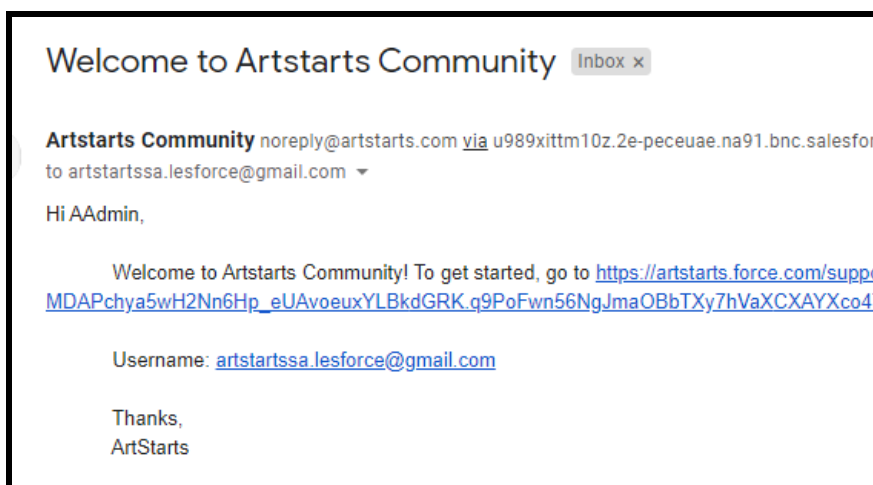 Welcome to Artstarts Community Inbox x
Artstarts Community noreply@artstarts.com via u989xittm10z.2e-peceuae.na91.bnc.salesfor
to artstartssa.lesforce@gmail.com
Hi AAdmin,
Welcome to Artstarts Community! To get started, go to https://artstarts.force.com/suppo
MDAPchya5wH2Nn6Hp_eUAvoeuxYLBkdGRK.q9PoFwn56NgJmaOBbTXy7hVaXCXAYXco4
Username: artstartssa.lesforce@gmail.com
Thanks,
ArtStarts